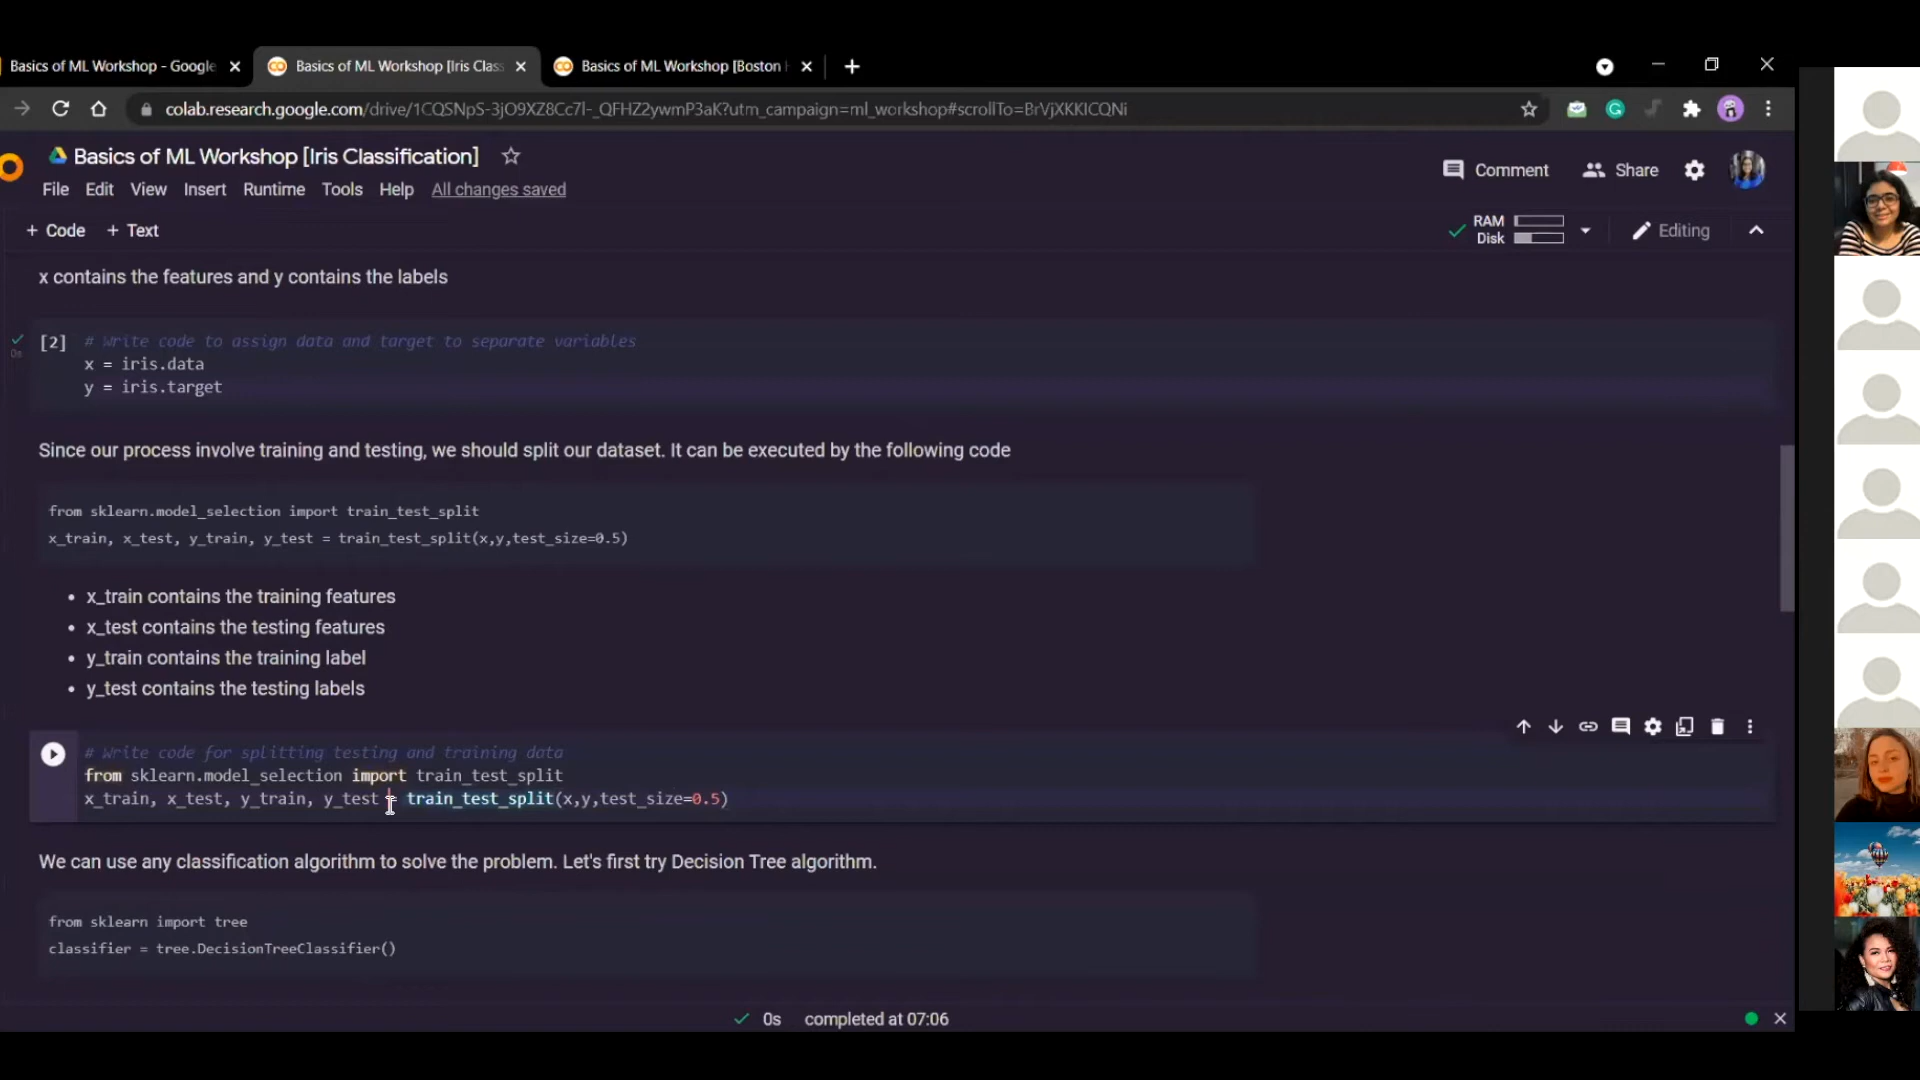 Basics of ML Workshop - Google
Basics of ML Workshop [Iris Clas
Basics of ML Workshop [Boston
colab.research.google.com/drive/1CQSNpS-3jO9XZ8Cc7l-_QFHZ2ywmP3aK?utm_campaign=ml_workshop#scrollTo=BrVjXKKICQNi
Basics of ML Workshop [Iris Classification]
File Edit View Insert Runtime Tools Help All changes saved
Comment Share
+ Code + Text
RAM
Disk
Editing
x contains the features and y contains the labels
[2] # Write code to assign data and target to separate variables
0s
x = iris.data
y = iris.target
Since our process involve training and testing, we should split our dataset. It can be executed by the following code
from sklearn.model_selection import train_test_split
x_train, x_test, y_train, y_test = train_test_split(x,y,test_size=0.5)
• x_train contains the training features
• x_test contains the testing features
• y_train contains the training label
• y_test contains the testing labels
# Write code for splitting testing and training data
from sklearn.model_selection import train_test_split
x_train, x_test, y_train, y_test = train_test_split(x,y,test_size=0.5)
We can use any classification algorithm to solve the problem. Let's first try Decision Tree algorithm.
from sklearn import tree
classifier = tree.DecisionTreeClassifier()
0s completed at 07:06